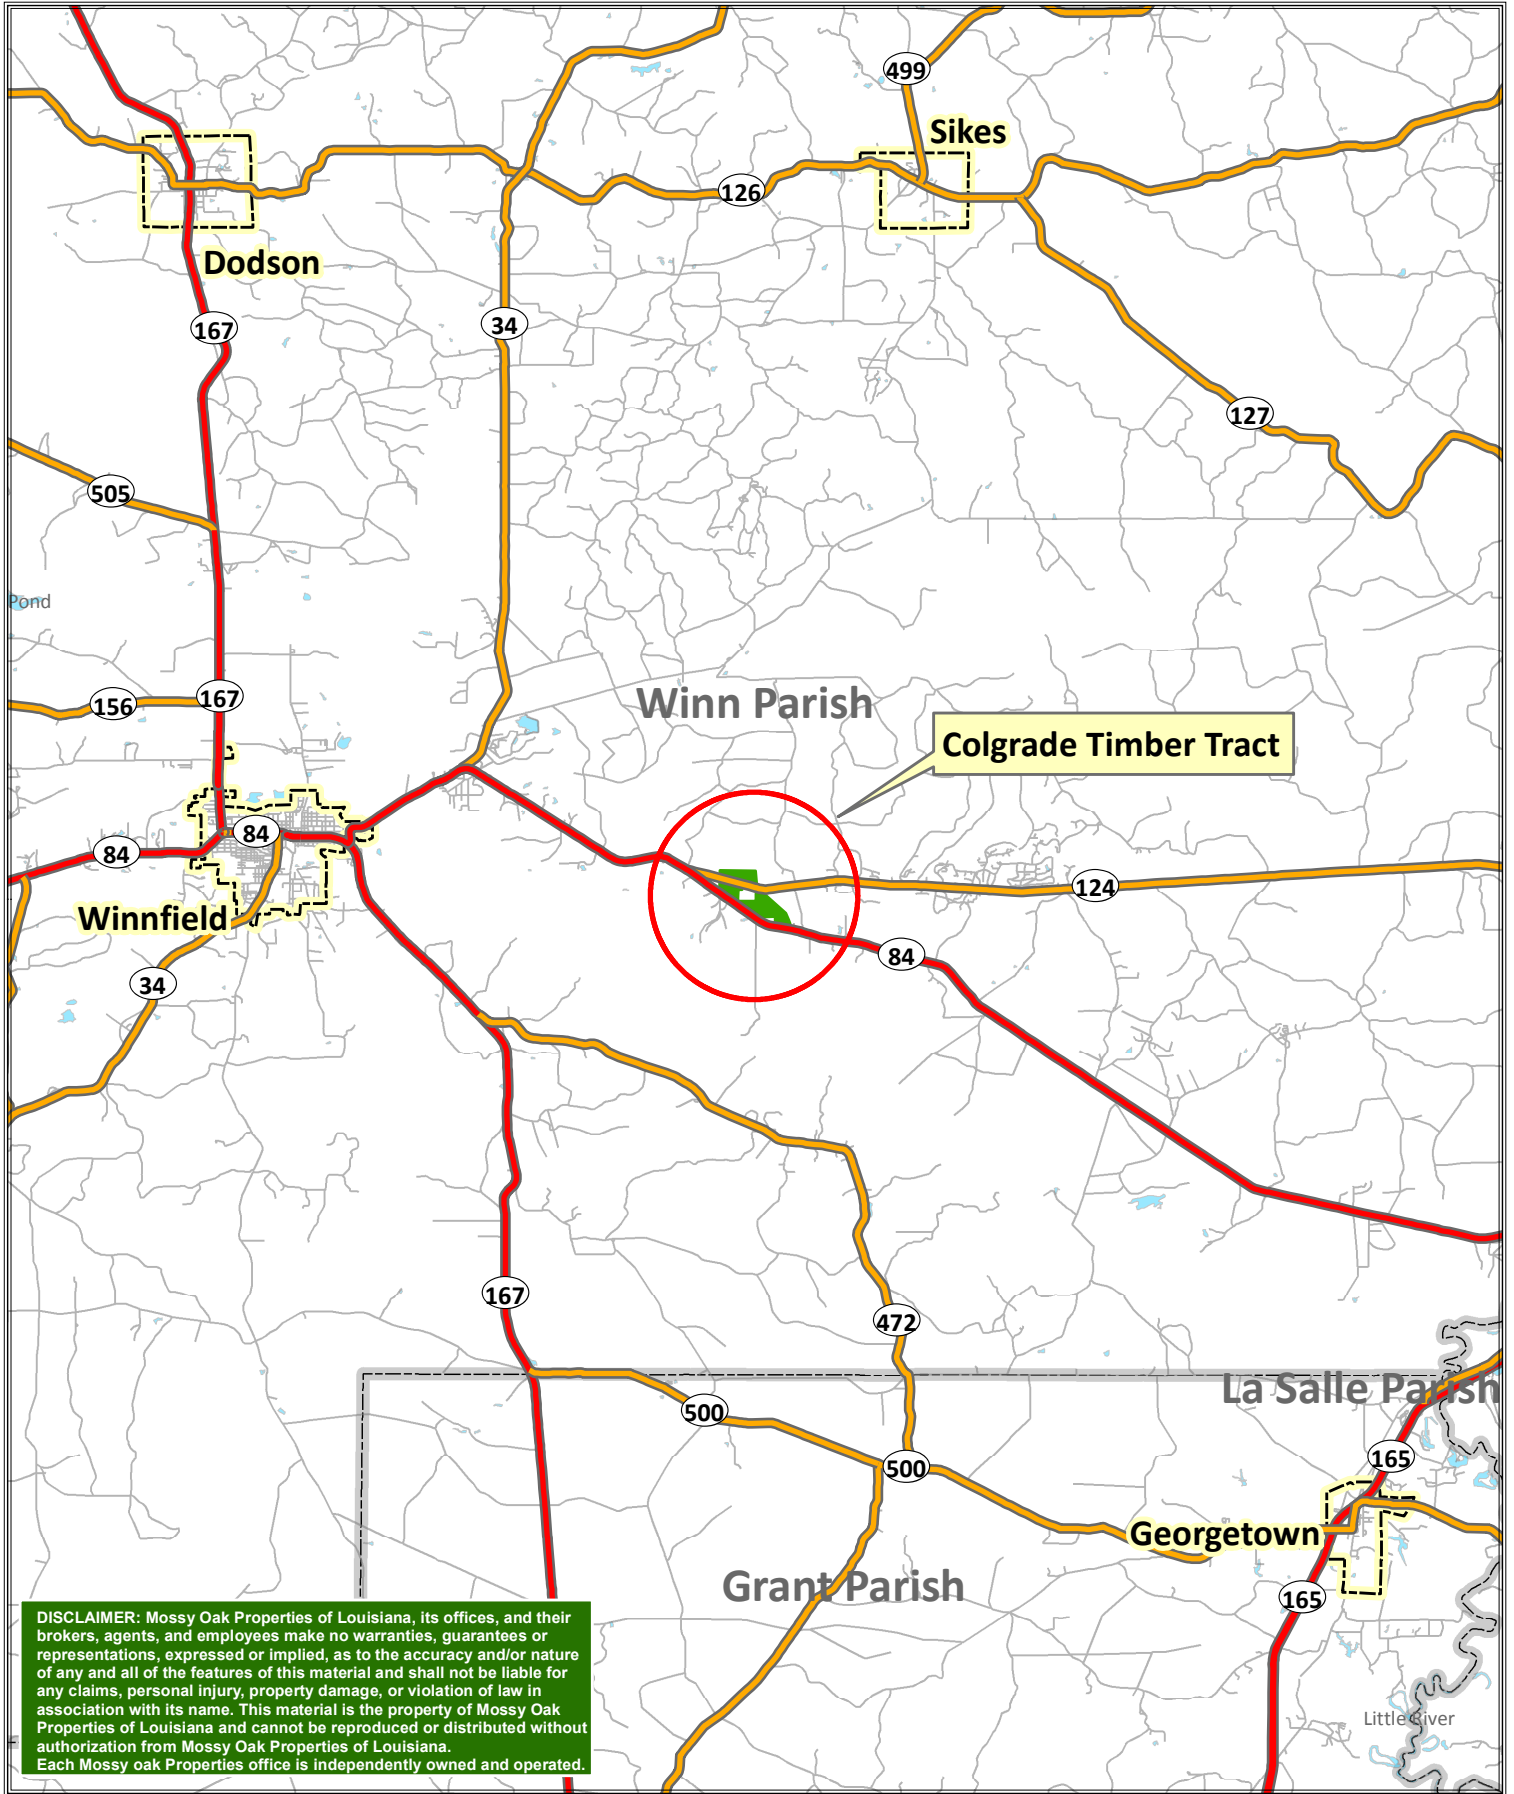 499
Sikes
126
Dodson
167
34
127
505
Pond
156
167
Winn Parish
Colgrade Timber Tract
84
84
124
Winnfield
84
34
167
472
La Salle Parish
500
165
500
Georgetown
Grant Parish
165
Little River
DISCLAIMER: Mossy Oak Properties of Louisiana, its offices, and their
brokers, agents, and employees make no warranties, guarantees or
representations, expressed or implied, as to the accuracy and/or nature
of any and all of the features of this material and shall not be liable for
any claims, personal injury, property damage, or violation of law in
association with its name. This material is the property of Mossy Oak
Properties of Louisiana and cannot be reproduced or distributed without
authorization from Mossy Oak Properties of Louisiana.
Each Mossy oak Properties office is independently owned and operated.